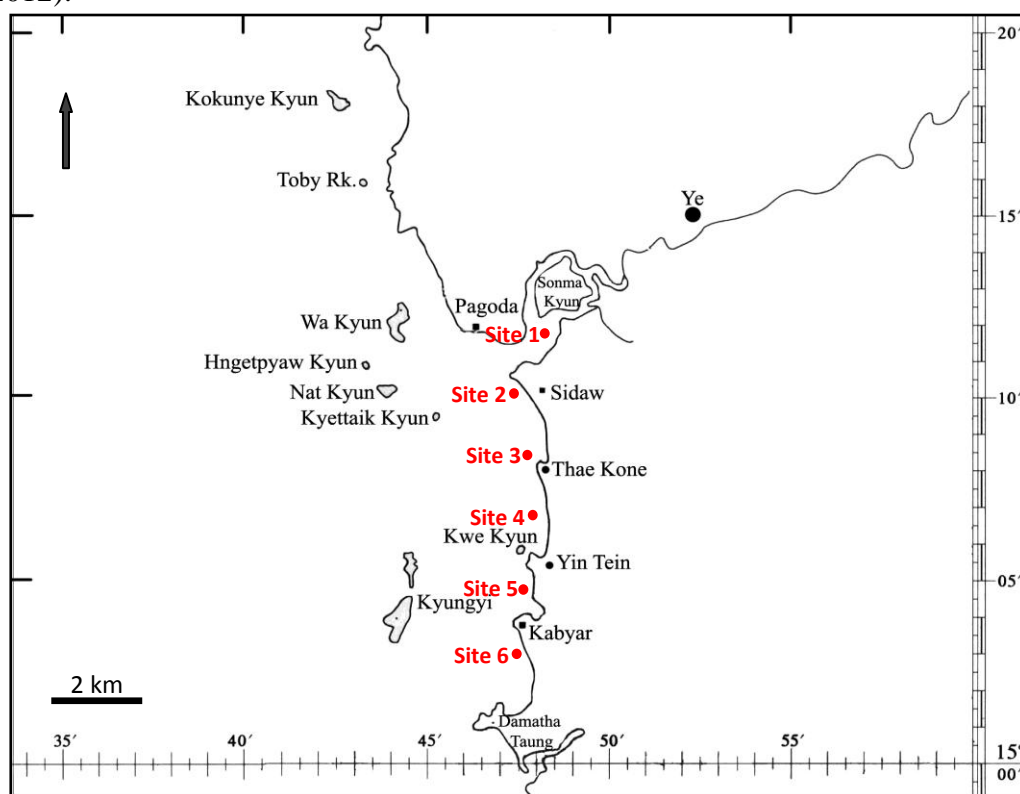 2012).
20′
Kokunye Kyun
Toby Rk.
Ye
15′
Sonma
Kyun
Pagoda
Wa Kyun
Site 1
Hngetpyaw Kyun
Nat Kyun
Site 2
Sidaw
10′
Kyettaik Kyun
Site 3
Thae Kone
Site 4
Kwe Kyun
Yin Tein
Site 5
05′
Kyungyi
Kabyar
Site 6
2 km
Damatha
Taung
35′ 40′ 45′ 50′ 55′
15°
00′